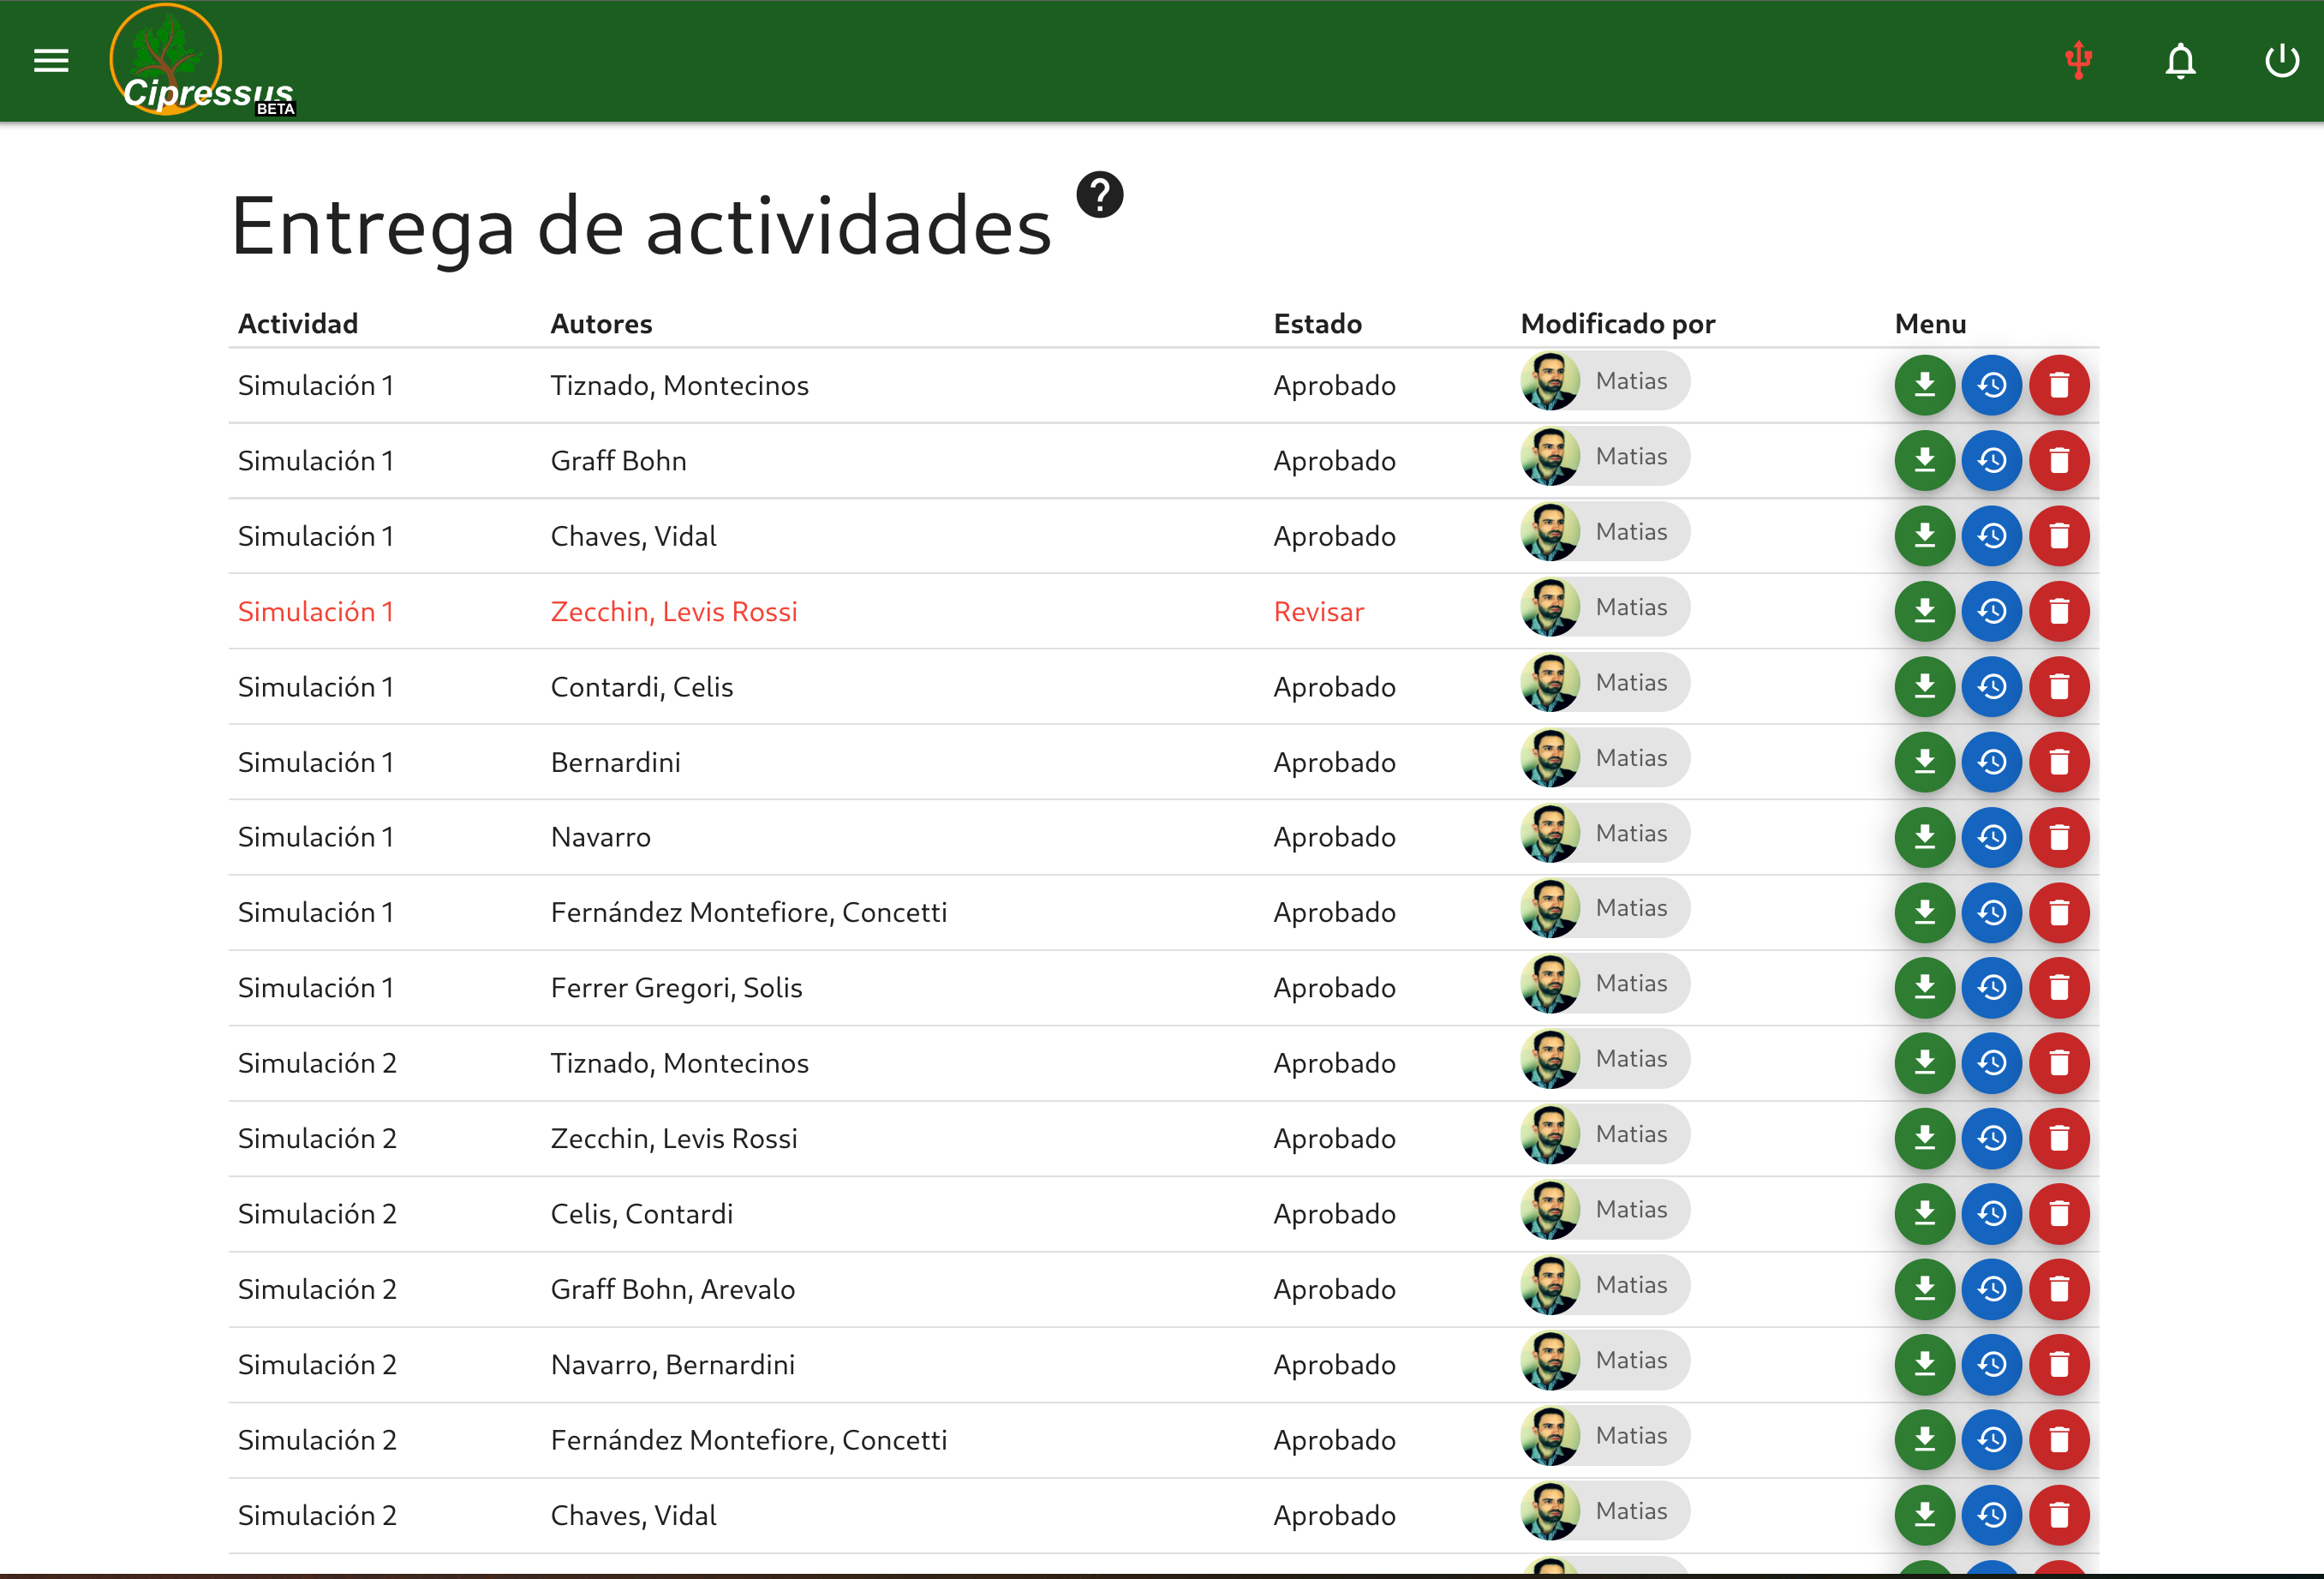 Cipressus
BETA
Entrega de actividades
Actividad Autores Estado Modificado por Menu
Simulación 1 Tiznado, Montecinos Aprobado Matias
Simulación 1 Graff Bohn Aprobado Matias
Simulación 1 Chaves, Vidal Aprobado Matias
Simulación 1 Zecchin, Levis Rossi Revisar Matias
Simulación 1 Contardi, Celis Aprobado Matias
Simulación 1 Bernardini Aprobado Matias
Simulación 1 Navarro Aprobado Matias
Simulación 1 Fernández Montefiore, Concetti Aprobado Matias
Simulación 1 Ferrer Gregori, Solis Aprobado Matias
Simulación 2 Tiznado, Montecinos Aprobado Matias
Simulación 2 Zecchin, Levis Rossi Aprobado Matias
Simulación 2 Celis, Contardi Aprobado Matias
Simulación 2 Graff Bohn, Arevalo Aprobado Matias
Simulación 2 Navarro, Bernardini Aprobado Matias
Simulación 2 Fernández Montefiore, Concetti Aprobado Matias
Simulación 2 Chaves, Vidal Aprobado Matias